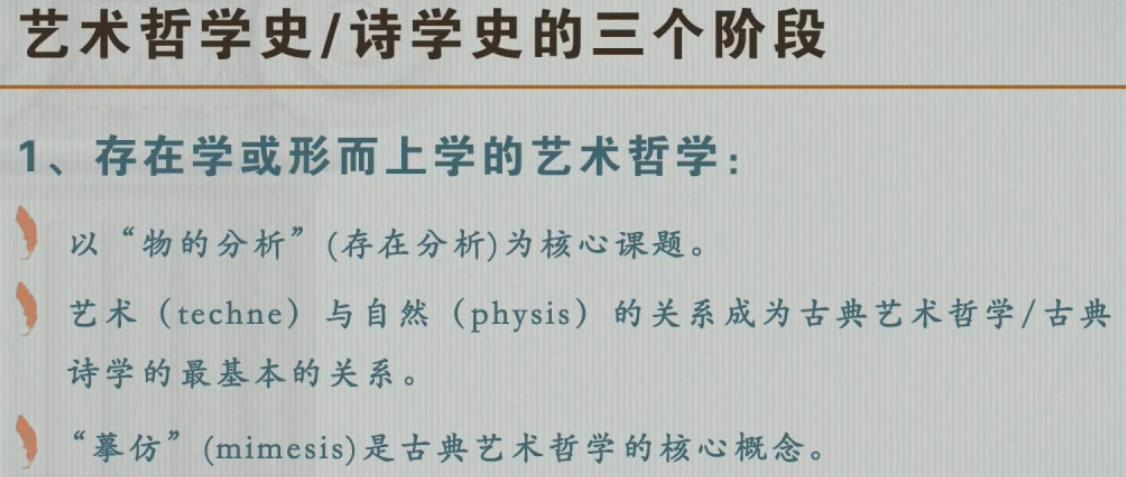 艺术哲学史/诗学史的三个阶段
1、存在学或形而上学的艺术哲学：
以“物的分析”(存在分析)为核心课题。
艺术（techne）与自然（physis）的关系成为古典艺术哲学/古典
诗学的最基本的关系。
“摹仿”(mimesis)是古典艺术哲学的核心概念。